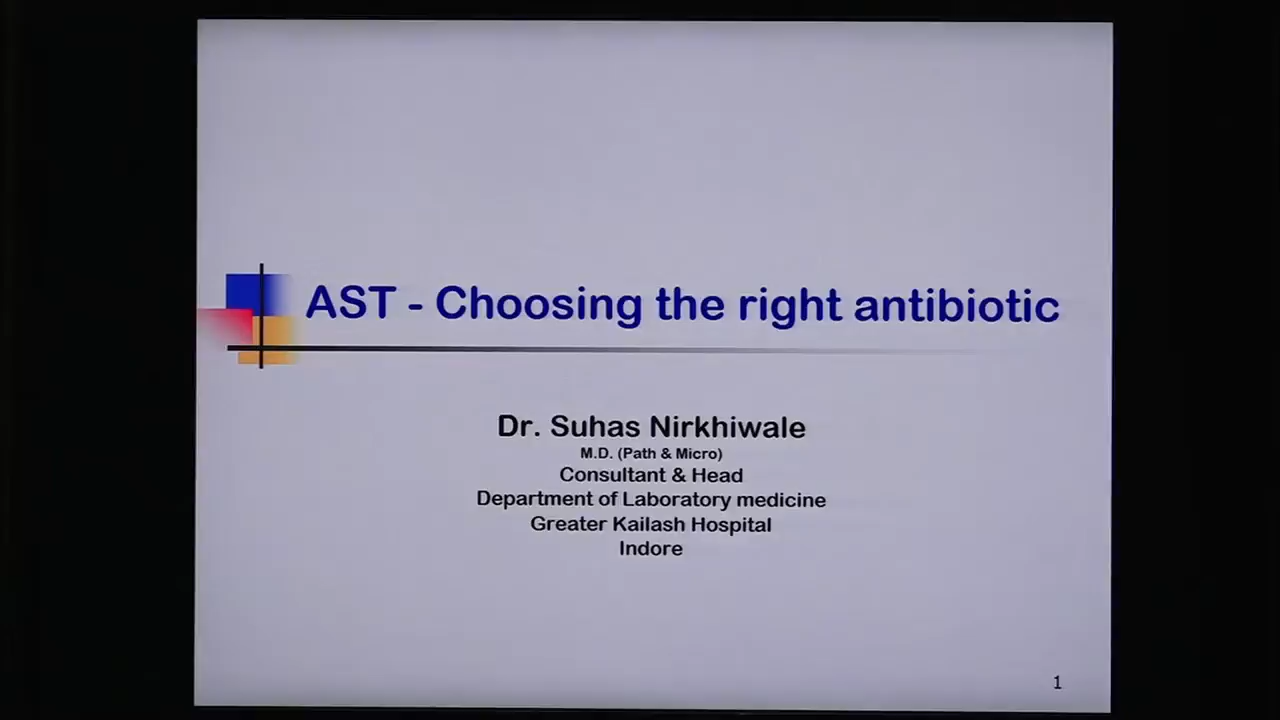 AST - Choosing the right antibiotic
Dr. Suhas Nirkhiwale
M.D. (Path & Micro)
Consultant & Head
Department of Laboratory medicine
Greater Kailash Hospital
Indore
1